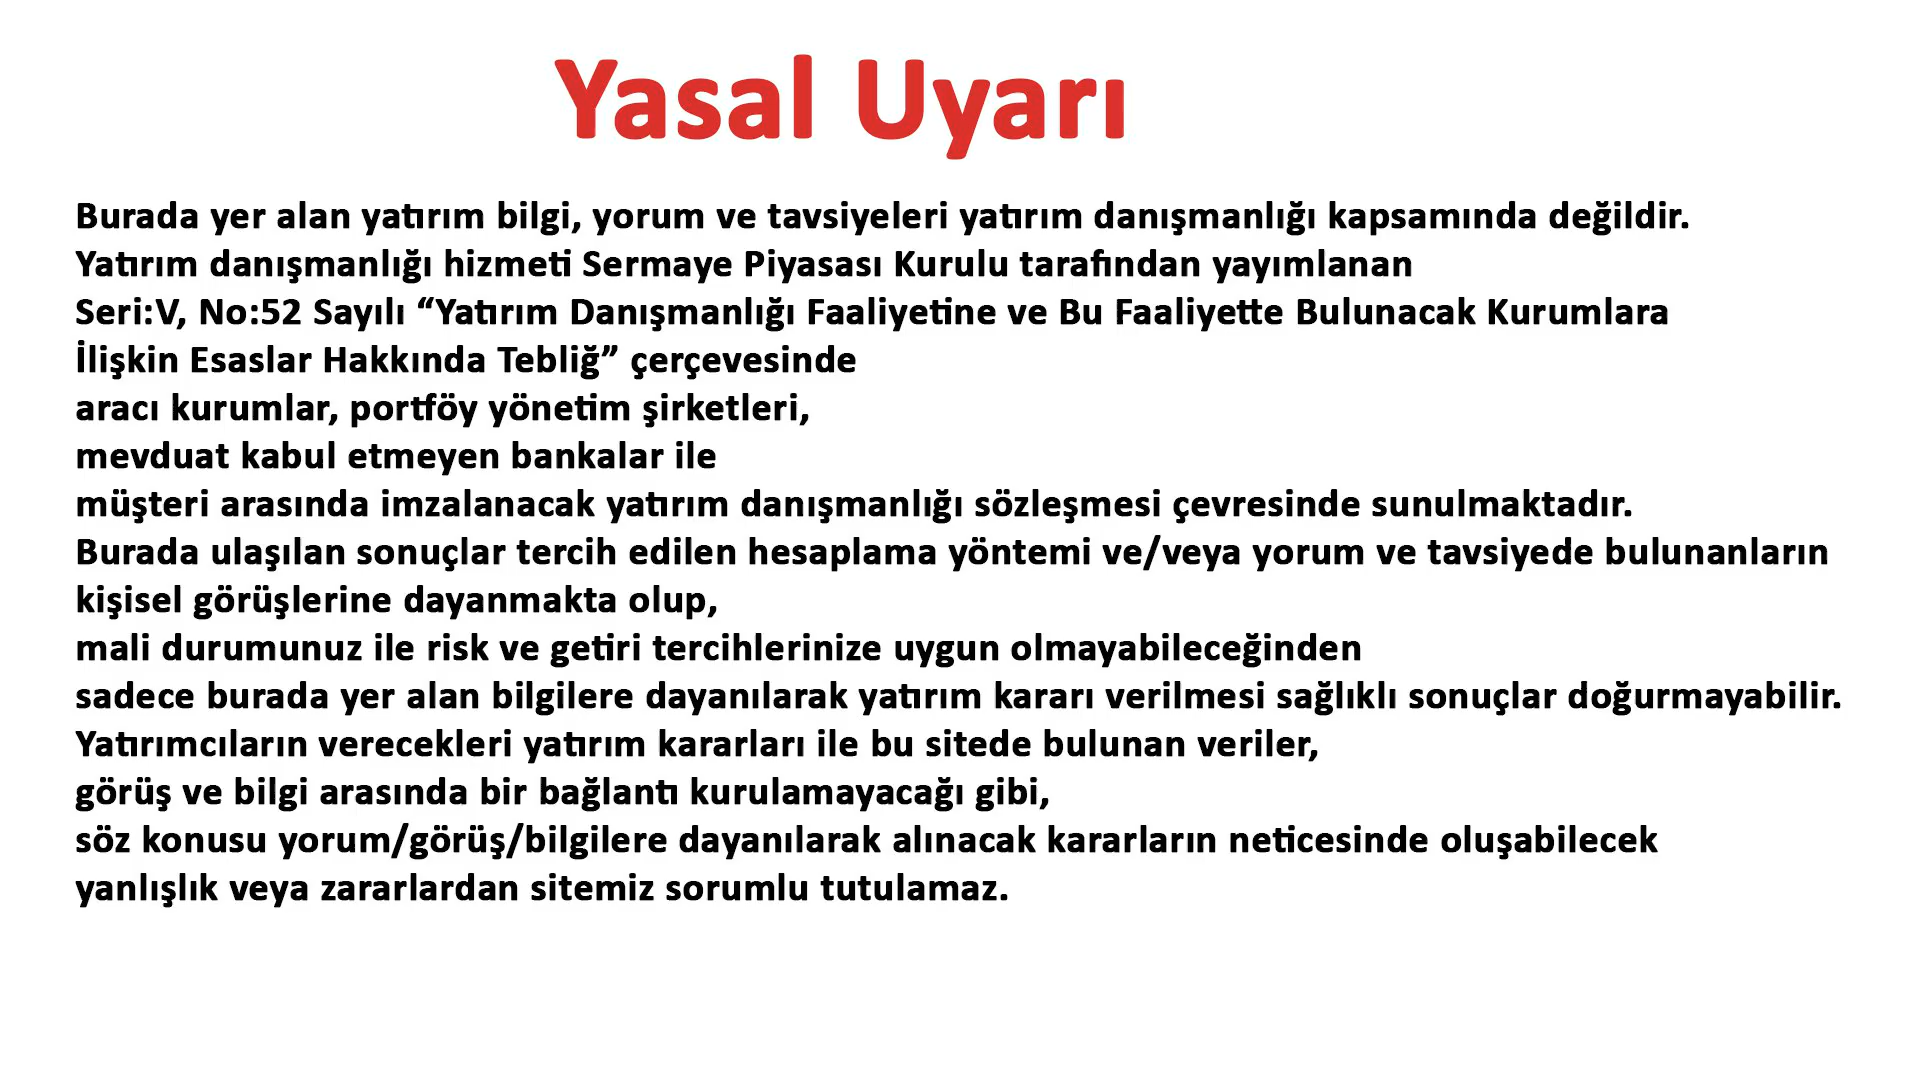 Yasal Uyarı
Burada yer alan yatırım bilgi, yorum ve tavsiyeleri yatırım danışmanlığı kapsamında değildir.
Yatırım danışmanlığı hizmeti Sermaye Piyasası Kurulu tarafından yayımlanan
Seri:V, No:52 Sayılı “Yatırım Danışmanlığı Faaliyetine ve Bu Faaliyette Bulunacak Kurumlara
İlişkin Esaslar Hakkında Tebliğ” çerçevesinde
aracı kurumlar, portföy yönetim şirketleri,
mevduat kabul etmeyen bankalar ile
müşteri arasında imzalanacak yatırım danışmanlığı sözleşmesi çevresinde sunulmaktadır.
Burada ulaşılan sonuçlar tercih edilen hesaplama yöntemi ve/veya yorum ve tavsiyede bulunanların
kişisel görüşlerine dayanmakta olup,
mali durumunuz ile risk ve getiri tercihlerinize uygun olmayabileceğinden
sadece burada yer alan bilgilere dayanılarak yatırım kararı verilmesi sağlıklı sonuçlar doğurmayabilir.
Yatırımcıların verecekleri yatırım kararları ile bu sitede bulunan veriler,
görüş ve bilgi arasında bir bağlantı kurulamayacağı gibi,
söz konusu yorum/görüş/bilgilere dayanılarak alınacak kararların neticesinde oluşabilecek
yanlışlık veya zararlardan sitemiz sorumlu tutulamaz.